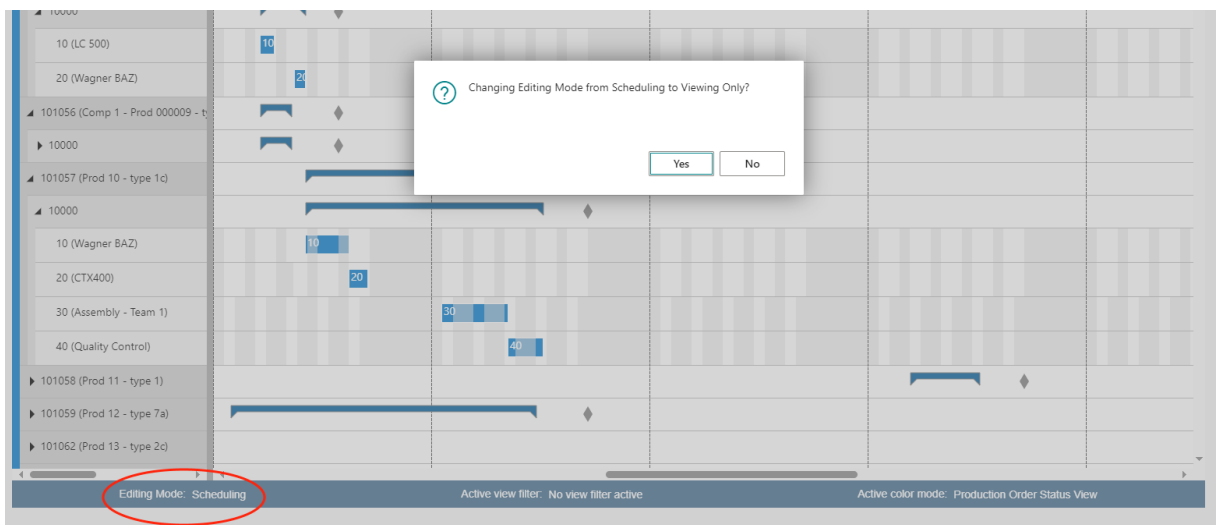 10000
10 (LC 500)
10
20 (Wagner BAZ)
20
Changing Editing Mode from Scheduling to Viewing Only?
Yes
No
101056 (Comp 1 - Prod 000009 - ty
10000
101057 (Prod 10 - type 1c)
10000
10 (Wagner BAZ)
10
20 (CTX400)
20
30 (Assembly - Team 1)
30
40 (Quality Control)
40
101058 (Prod 11 - type 1)
101059 (Prod 12 - type 7a)
101062 (Prod 13 - type 2c)
Editing Mode: Scheduling
Active view filter: No view filter active
Active color mode: Production Order Status View